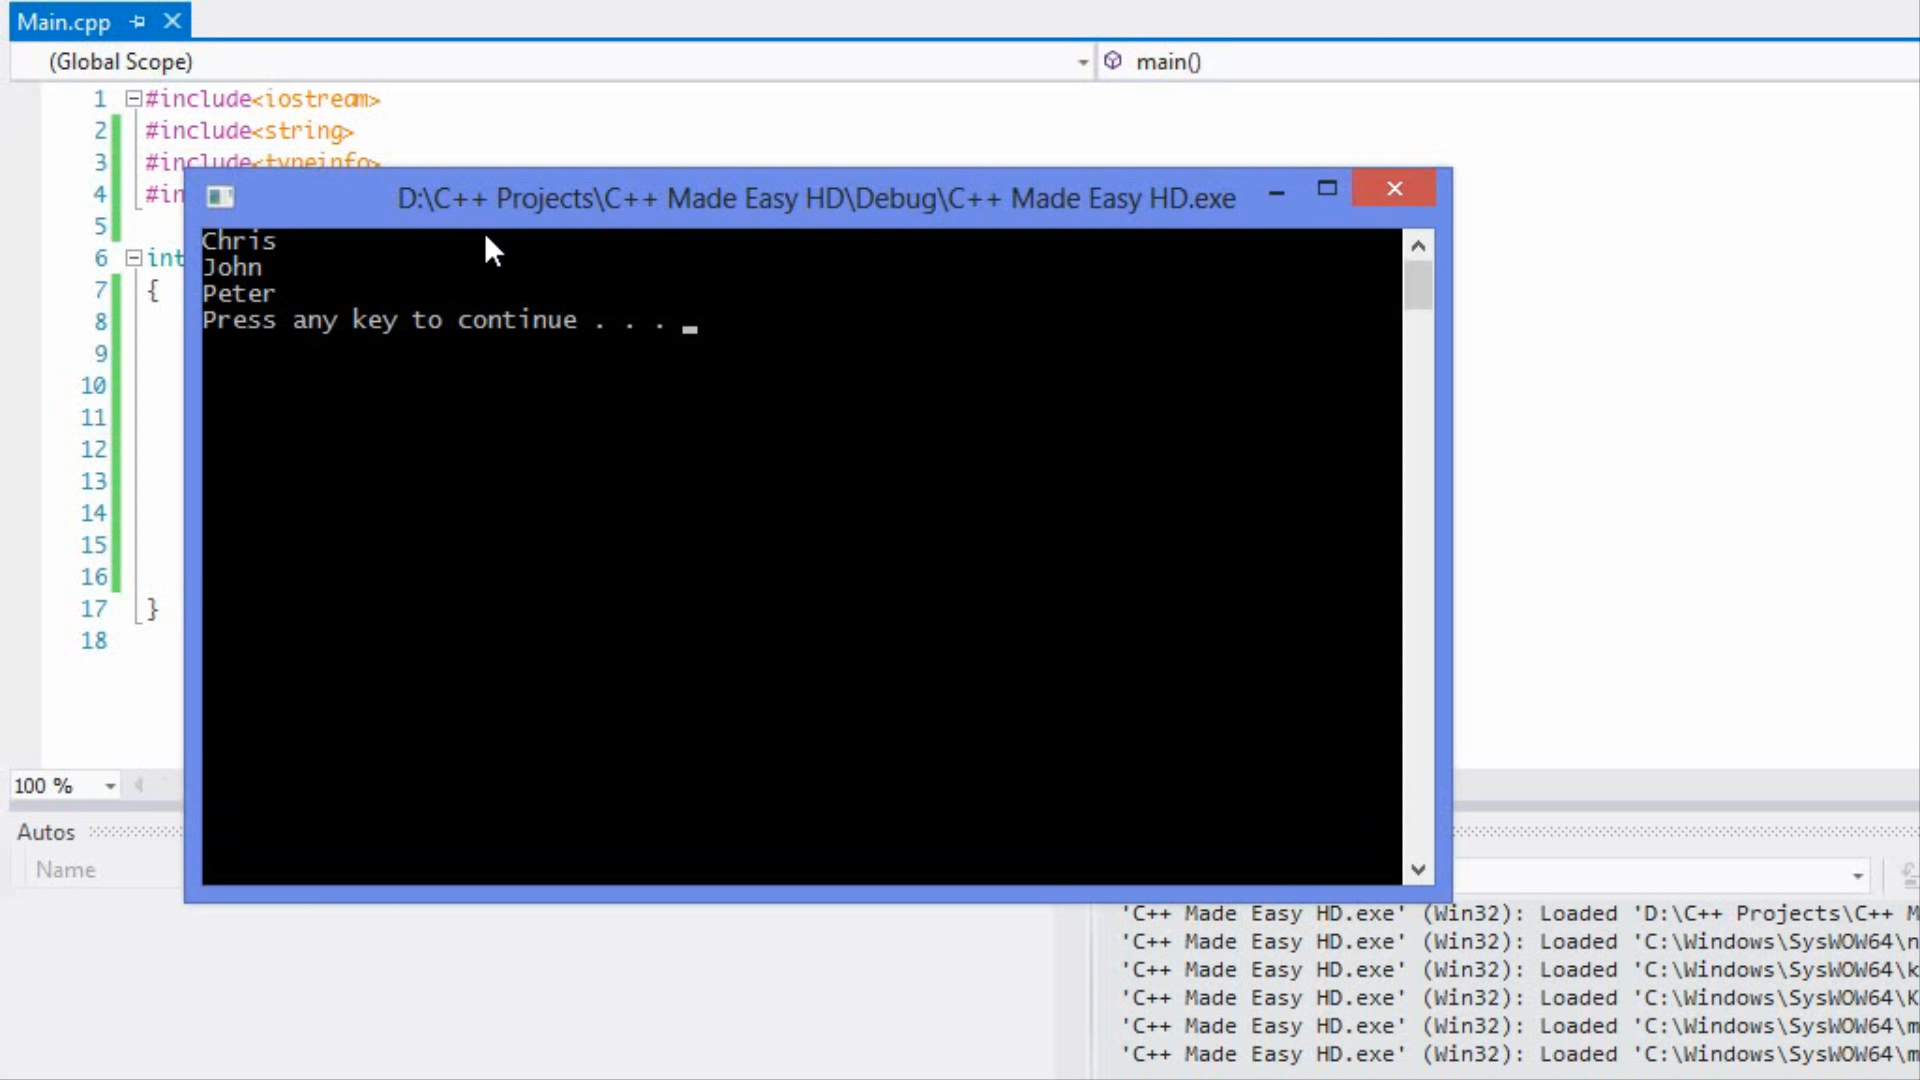 Main.cpp
(Global Scope)
main()
1 #include<iostream>
2 #include<string>
3 #include<typeinfo>
4 #in
5
6 int
7 {
8
9
10
11
12
13
14
15
16
17 }
18
D:\C++ Projects\C++ Made Easy HD\Debug\C++ Made Easy HD.exe
Chris
John
Peter
Press any key to continue . . .
100 %
Autos
Name
'C++ Made Easy HD.exe' (Win32): Loaded 'D:\C++ Projects\C++ M
'C++ Made Easy HD.exe' (Win32): Loaded 'C:\Windows\SysWOW64\n
'C++ Made Easy HD.exe' (Win32): Loaded 'C:\Windows\SysWOW64\k
'C++ Made Easy HD.exe' (Win32): Loaded 'C:\Windows\SysWOW64\K
'C++ Made Easy HD.exe' (Win32): Loaded 'C:\Windows\SysWOW64\m
'C++ Made Easy HD.exe' (Win32): Loaded 'C:\Windows\SysWOW64\m